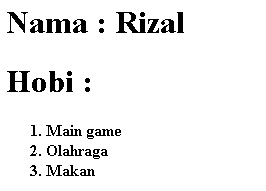 Nama : Rizal
Hobi :
1. Main game
2. Olahraga
3. Makan